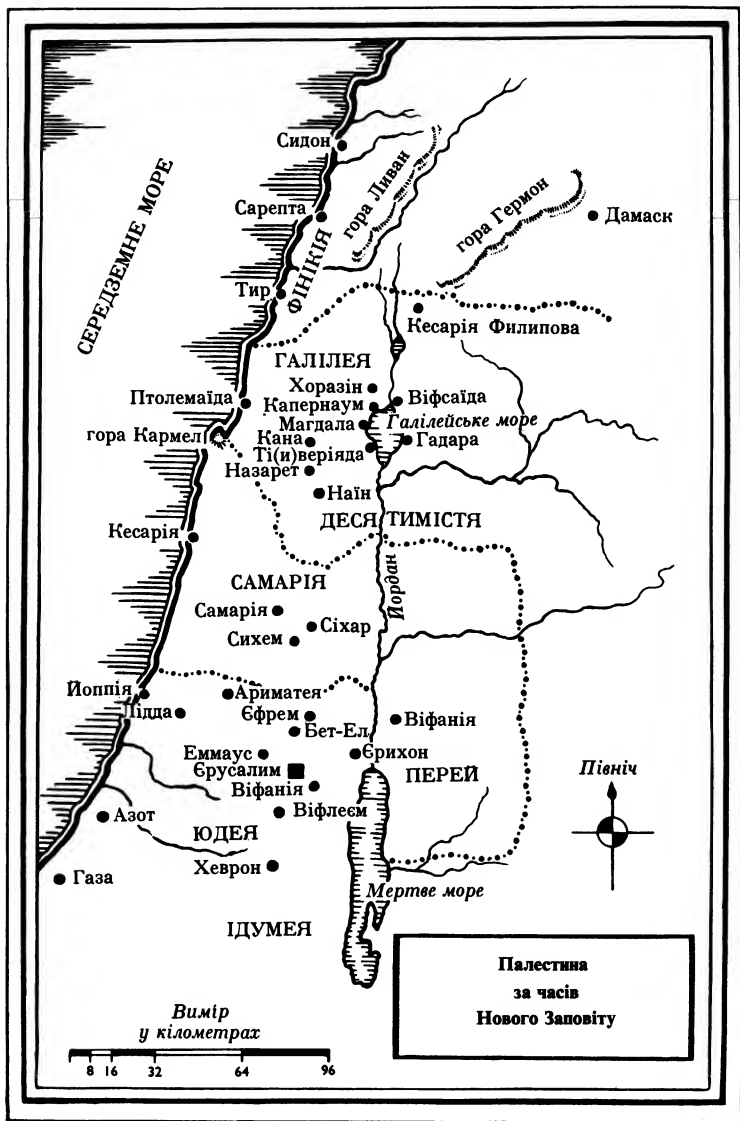 Сидон
СЕРЕДЗЕМНЕ МОРЕ
гора Ливан
гора Гермон
Дамаск
Сарепта
ФІНІКІЯ
Тир
Кесарія Филипова
ГАЛІЛЕЯ
Хоразін
Птолемаїда
Капернаум
Віфсаїда
Магдала
Галілейське море
гора Кармел
Кана
Гадара
Ті(и)веріяда
Назарет
Наїн
ДЕСЯТИМІСТЯ
Кесарія
Йордан
САМАРІЯ
Самарія
Сіхар
Сихем
Йоппія
Ариматея
Лідда
Єфрем
Віфанія
Бет-Ел
Еммаус
Єрихон
Єрусалим
ПЕРЕЙ
Північ
Віфанія
Азот
Віфлеєм
ЮДЕЯ
Хеврон
Газа
Мертве море
ІДУМЕЯ
Палестина
за часів
Нового Заповіту
Вимір
у кілометрах
8 16 32 64 96